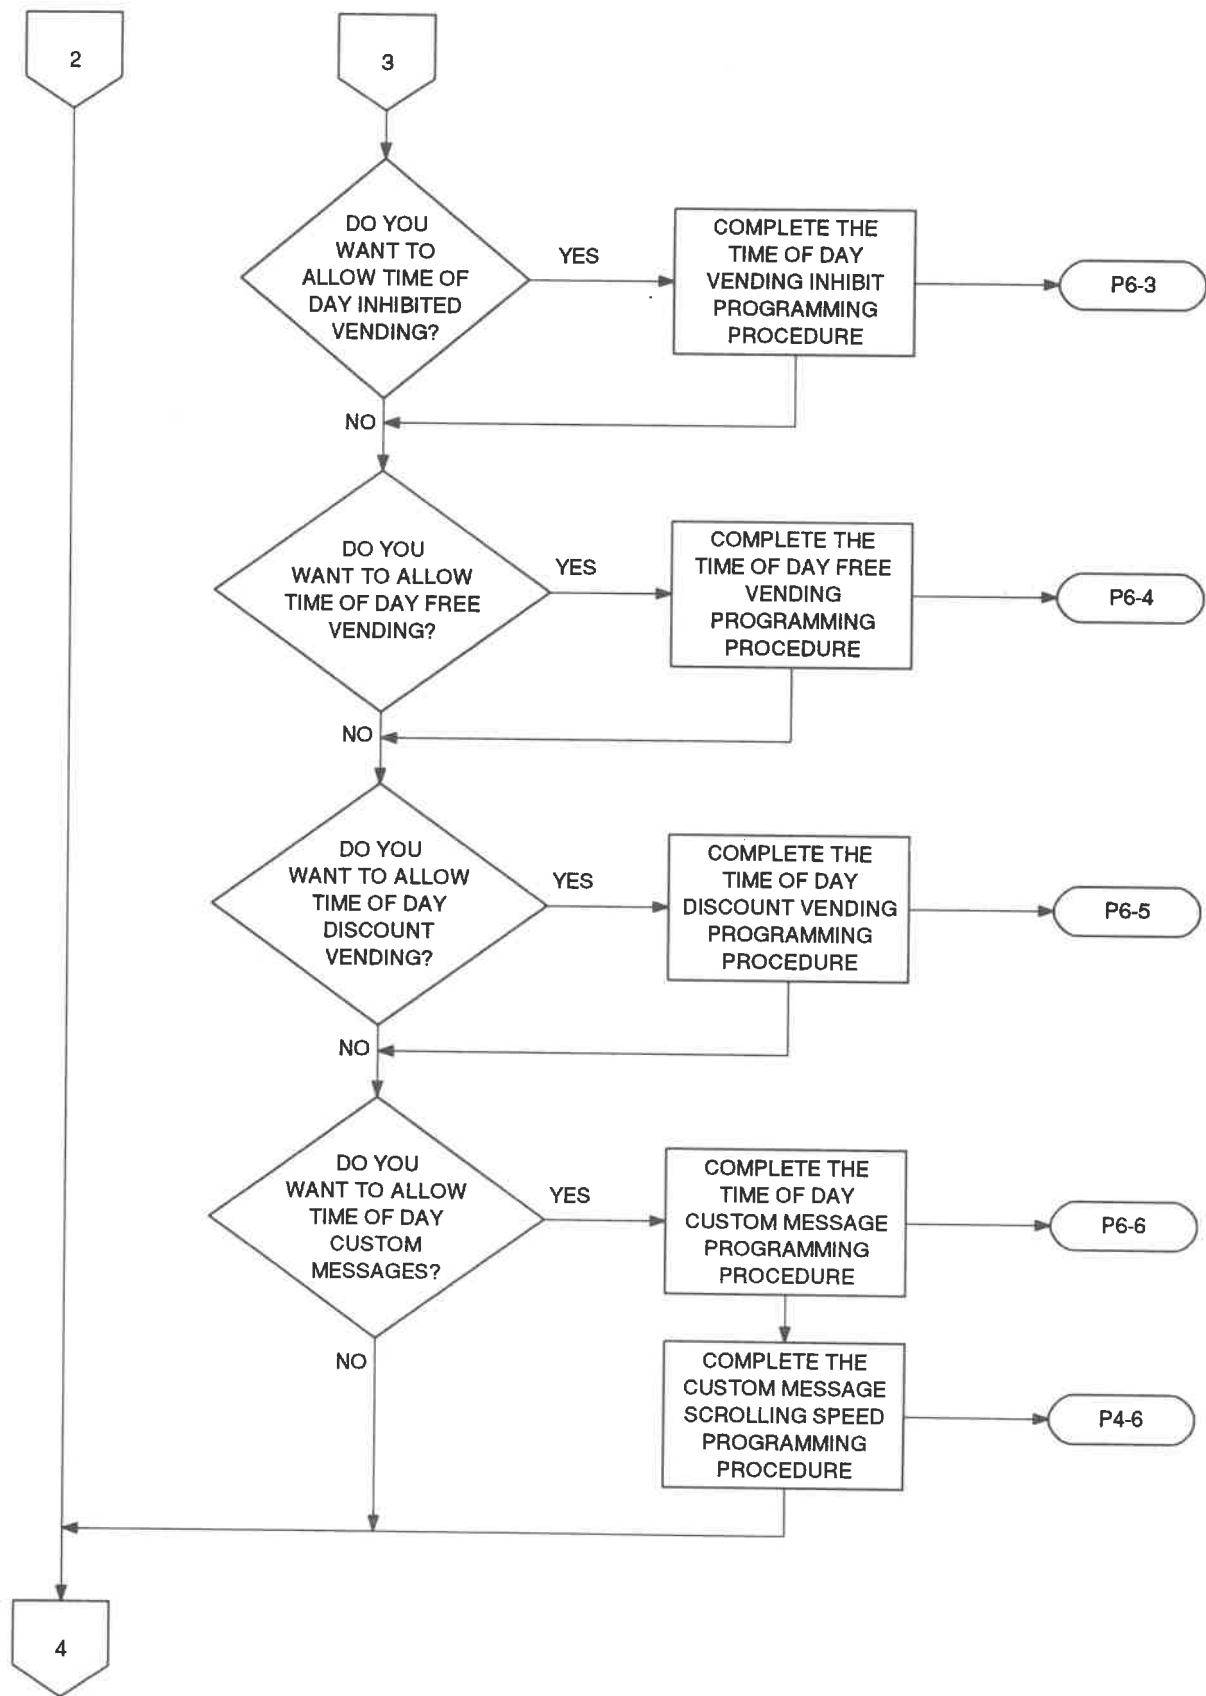 2
3
DO YOU
WANT TO
ALLOW TIME OF
DAY INHIBITED
VENDING?
YES
COMPLETE THE
TIME OF DAY
VENDING INHIBIT
PROGRAMMING
PROCEDURE
P6-3
NO
DO YOU
WANT TO ALLOW
TIME OF DAY FREE
VENDING?
YES
COMPLETE THE
TIME OF DAY FREE
VENDING
PROGRAMMING
PROCEDURE
P6-4
NO
DO YOU
WANT TO ALLOW
TIME OF DAY
DISCOUNT
VENDING?
YES
COMPLETE THE
TIME OF DAY
DISCOUNT VENDING
PROGRAMMING
PROCEDURE
P6-5
NO
DO YOU
WANT TO ALLOW
TIME OF DAY
CUSTOM
MESSAGES?
YES
COMPLETE THE
TIME OF DAY
CUSTOM MESSAGE
PROGRAMMING
PROCEDURE
P6-6
NO
COMPLETE THE
CUSTOM MESSAGE
SCROLLING SPEED
PROGRAMMING
PROCEDURE
P4-6
4